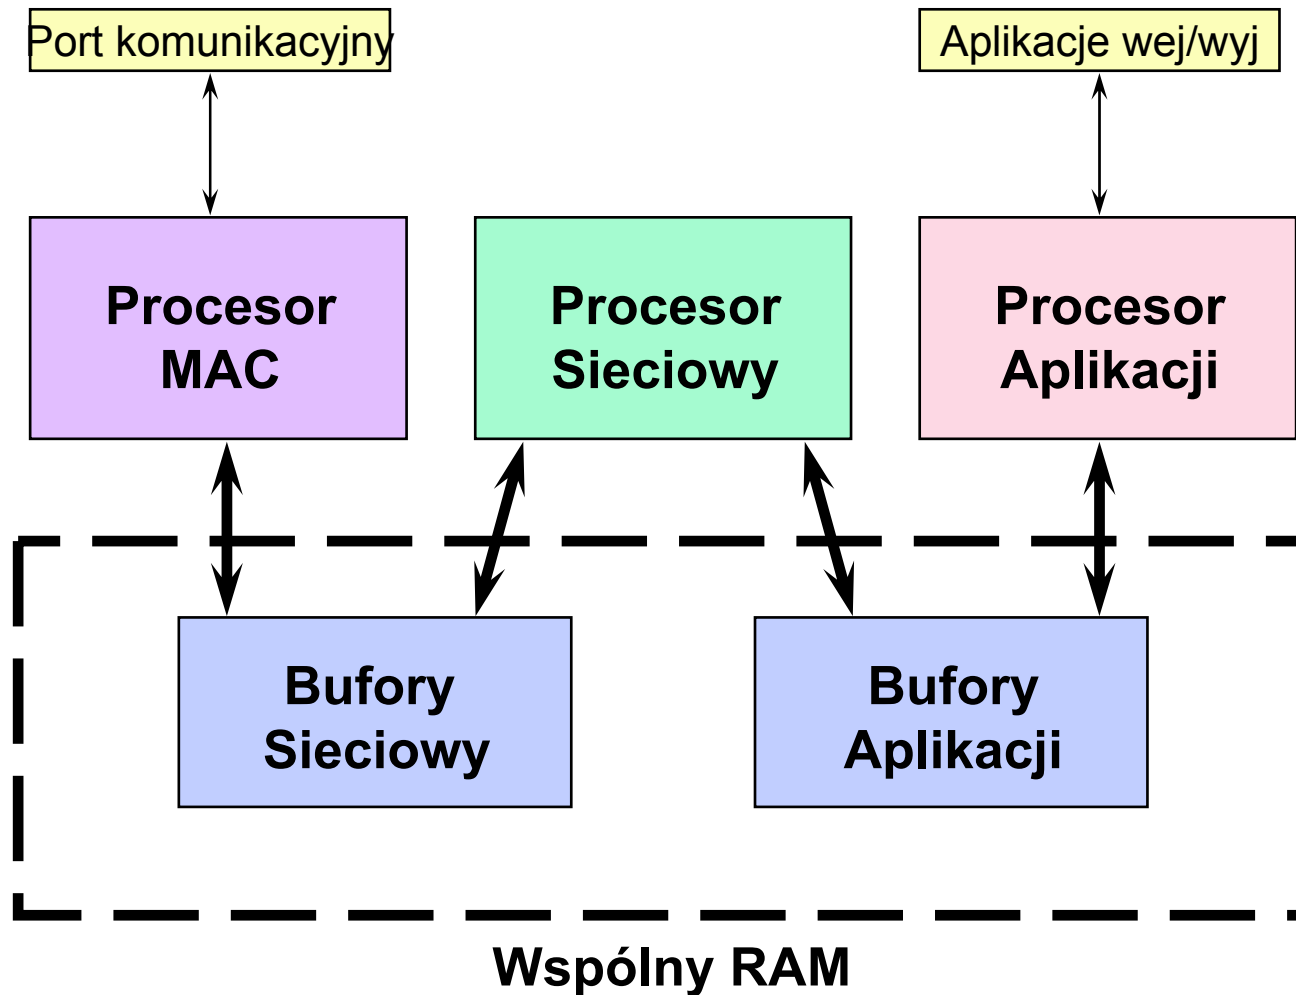 Port komunikacyjny
Aplikacje wej/wyj
Procesor
MAC
Procesor
Sieciowy
Procesor
Aplikacji
Bufory
Sieciowy
Bufory
Aplikacji
Wspólny RAM